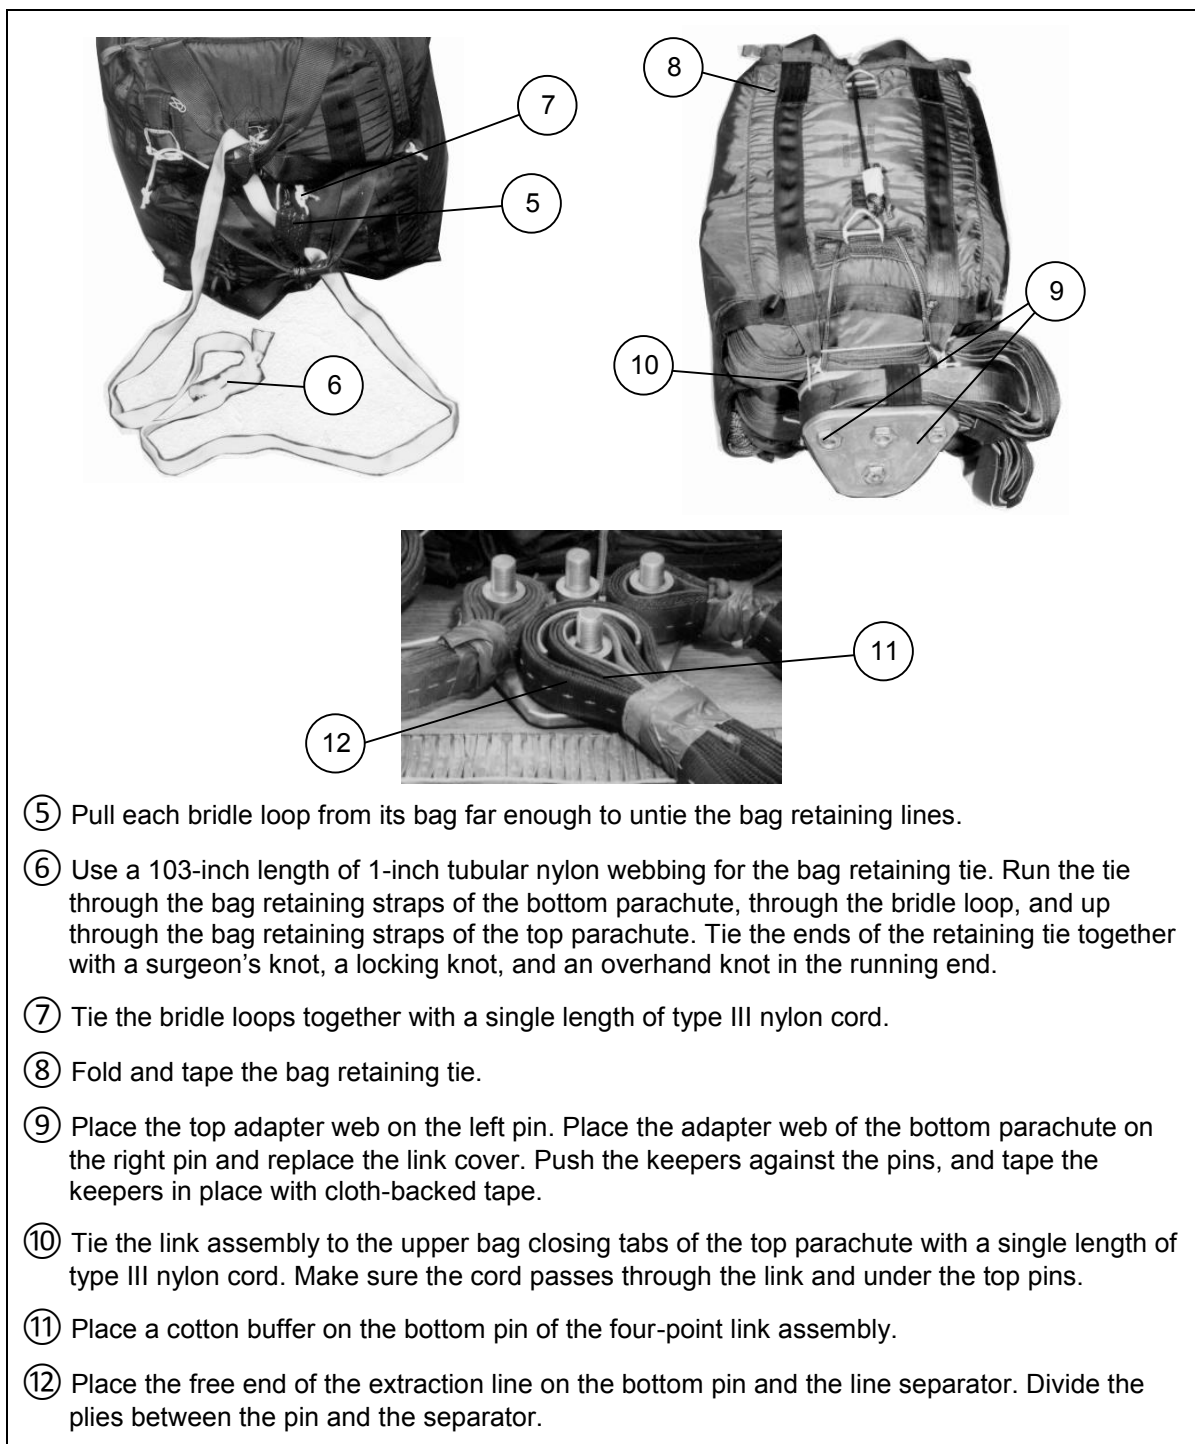 7
5
6
8
9
10
11
12
⑤ Pull each bridle loop from its bag far enough to untie the bag retaining lines.
⑥ Use a 103-inch length of 1-inch tubular nylon webbing for the bag retaining tie. Run the tie
through the bag retaining straps of the bottom parachute, through the bridle loop, and up
through the bag retaining straps of the top parachute. Tie the ends of the retaining tie together
with a surgeon’s knot, a locking knot, and an overhand knot in the running end.
⑦ Tie the bridle loops together with a single length of type III nylon cord.
⑧ Fold and tape the bag retaining tie.
⑨ Place the top adapter web on the left pin. Place the adapter web of the bottom parachute on
the right pin and replace the link cover. Push the keepers against the pins, and tape the
keepers in place with cloth-backed tape.
⑩ Tie the link assembly to the upper bag closing tabs of the top parachute with a single length of
type III nylon cord. Make sure the cord passes through the link and under the top pins.
⑪ Place a cotton buffer on the bottom pin of the four-point link assembly.
⑫ Place the free end of the extraction line on the bottom pin and the line separator. Divide the
plies between the pin and the separator.